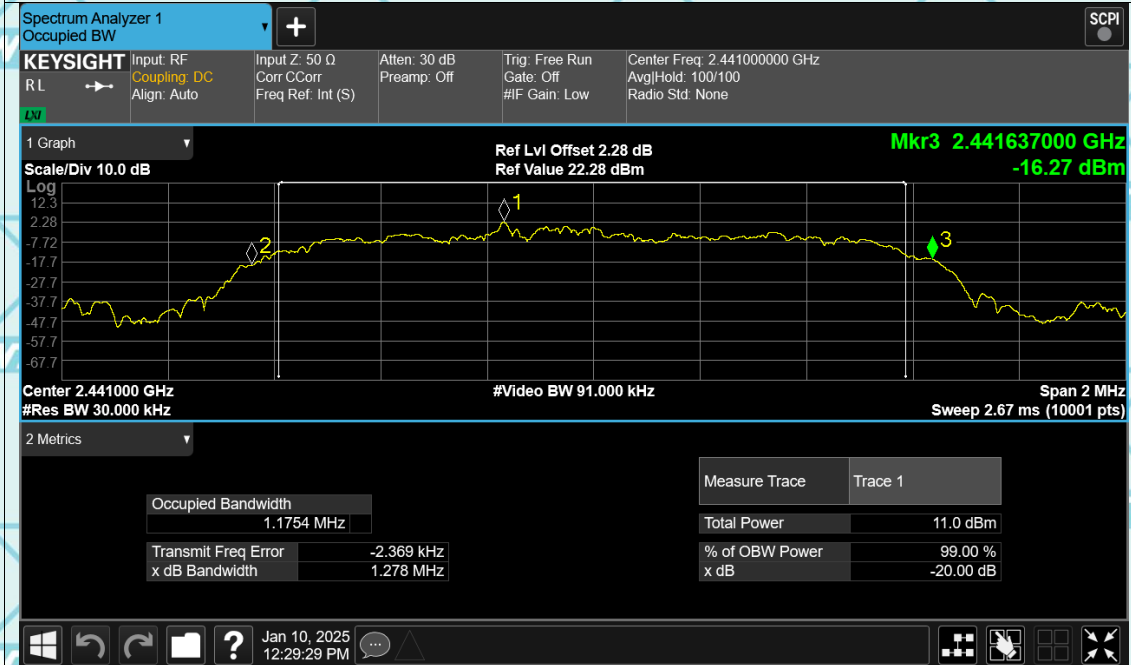 Spectrum Analyzer 1
Occupied BW
SCPI
KEYSIGHT
R L
LXI
Input: RF
Coupling: DC
Align: Auto
Input Z: 50 Ω
Corr CCorr
Freq Ref: Int (S)
Atten: 30 dB
Preamp: Off
Trig: Free Run
Gate: Off
#IF Gain: Low
Center Freq: 2.441000000 GHz
Avg|Hold: 100/100
Radio Std: None
1 Graph
Scale/Div 10.0 dB
Ref Lvl Offset 2.28 dB
Ref Value 22.28 dBm
Mkr3 2.441637000 GHz
-16.27 dBm
Log
12.3
2.28
-7.72
-17.7
-27.7
-37.7
-47.7
-57.7
-67.7
1
2
3
Center 2.441000 GHz
#Video BW 91.000 kHz
Span 2 MHz
#Res BW 30.000 kHz
Sweep 2.67 ms (10001 pts)
2 Metrics
Occupied Bandwidth
1.1754 MHz
Transmit Freq Error -2.369 kHz
x dB Bandwidth 1.278 MHz
Measure Trace Trace 1
Total Power 11.0 dBm
% of OBW Power 99.00 %
x dB -20.00 dB
?
Jan 10, 2025
12:29:29 PM